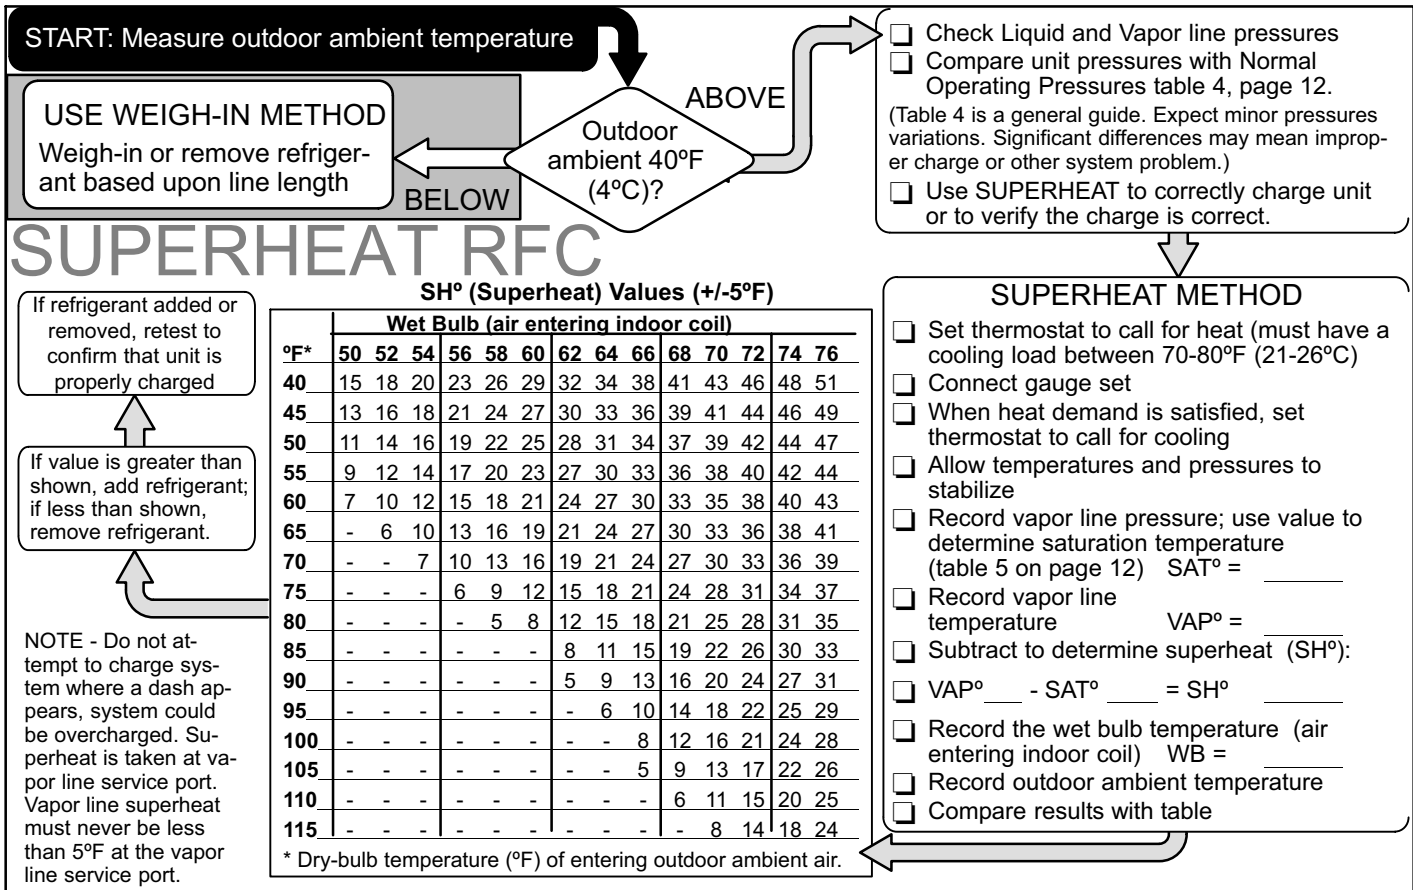 START: Measure outdoor ambient temperature
USE WEIGH-IN METHOD
Weigh-in or remove refriger-
ant based upon line length
BELOW
Outdoor
ambient 40ºF
(4ºC)?
ABOVE
❏ Check Liquid and Vapor line pressures
❏ Compare unit pressures with Normal
Operating Pressures table 4, page 12.
(Table 4 is a general guide. Expect minor pressures
variations. Significant differences may mean improp-
er charge or other system problem.)
❏ Use SUPERHEAT to correctly charge unit
or to verify the charge is correct.
SUPERHEAT RFC
SUPERHEAT METHOD
❏ Set thermostat to call for heat (must have a
cooling load between 70-80ºF (21-26ºC)
❏ Connect gauge set
❏ When heat demand is satisfied, set
thermostat to call for cooling
❏ Allow temperatures and pressures to
stabilize
❏ Record vapor line pressure; use value to
determine saturation temperature
(table 5 on page 12) SATº = _____
❏ Record vapor line
temperature VAPº = _____
❏ Subtract to determine superheat (SHº):
❏ VAPº ___ - SATº ____ = SHº _____
❏ Record the wet bulb temperature (air
entering indoor coil) WB = _____
❏ Record outdoor ambient temperature
❏ Compare results with table
SHº (Superheat) Values (+/-5ºF)
Wet Bulb (air entering indoor coil)
ºF* 50 52 54 56 58 60 62 64 66 68 70 72 74 76
40 15 18 20 23 26 29 32 34 38 41 43 46 48 51
45 13 16 18 21 24 27 30 33 36 39 41 44 46 49
50 11 14 16 19 22 25 28 31 34 37 39 42 44 47
55 9 12 14 17 20 23 27 30 33 36 38 40 42 44
60 7 10 12 15 18 21 24 27 30 33 35 38 40 43
65 - 6 10 13 16 19 21 24 27 30 33 36 38 41
70 - - 7 10 13 16 19 21 24 27 30 33 36 39
75 - - - 6 9 12 15 18 21 24 28 31 34 37
80 - - - - 5 8 12 15 18 21 25 28 31 35
85 - - - - - - 8 11 15 19 22 26 30 33
90 - - - - - - 5 9 13 16 20 24 27 31
95 - - - - - - - 6 10 14 18 22 25 29
100 - - - - - - - - 8 12 16 21 24 28
105 - - - - - - - - 5 9 13 17 22 26
110 - - - - - - - - - 6 11 15 20 25
115 - - - - - - - - - - 8 14 18 24
* Dry-bulb temperature (ºF) of entering outdoor ambient air.
If refrigerant added or
removed, retest to
confirm that unit is
properly charged
If value is greater than
shown, add refrigerant;
if less than shown,
remove refrigerant.
NOTE - Do not at-
tempt to charge sys-
tem where a dash ap-
pears, system could
be overcharged. Su-
perheat is taken at va-
por line service port.
Vapor line superheat
must never be less
than 5ºF at the vapor
line service port.